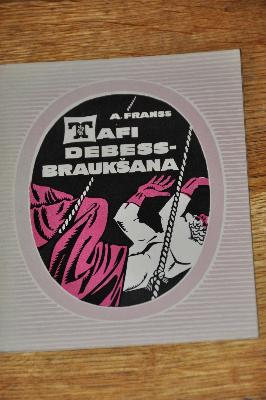 A. FRANSS
TAFI
DEBESS-
BRAUKŠANA